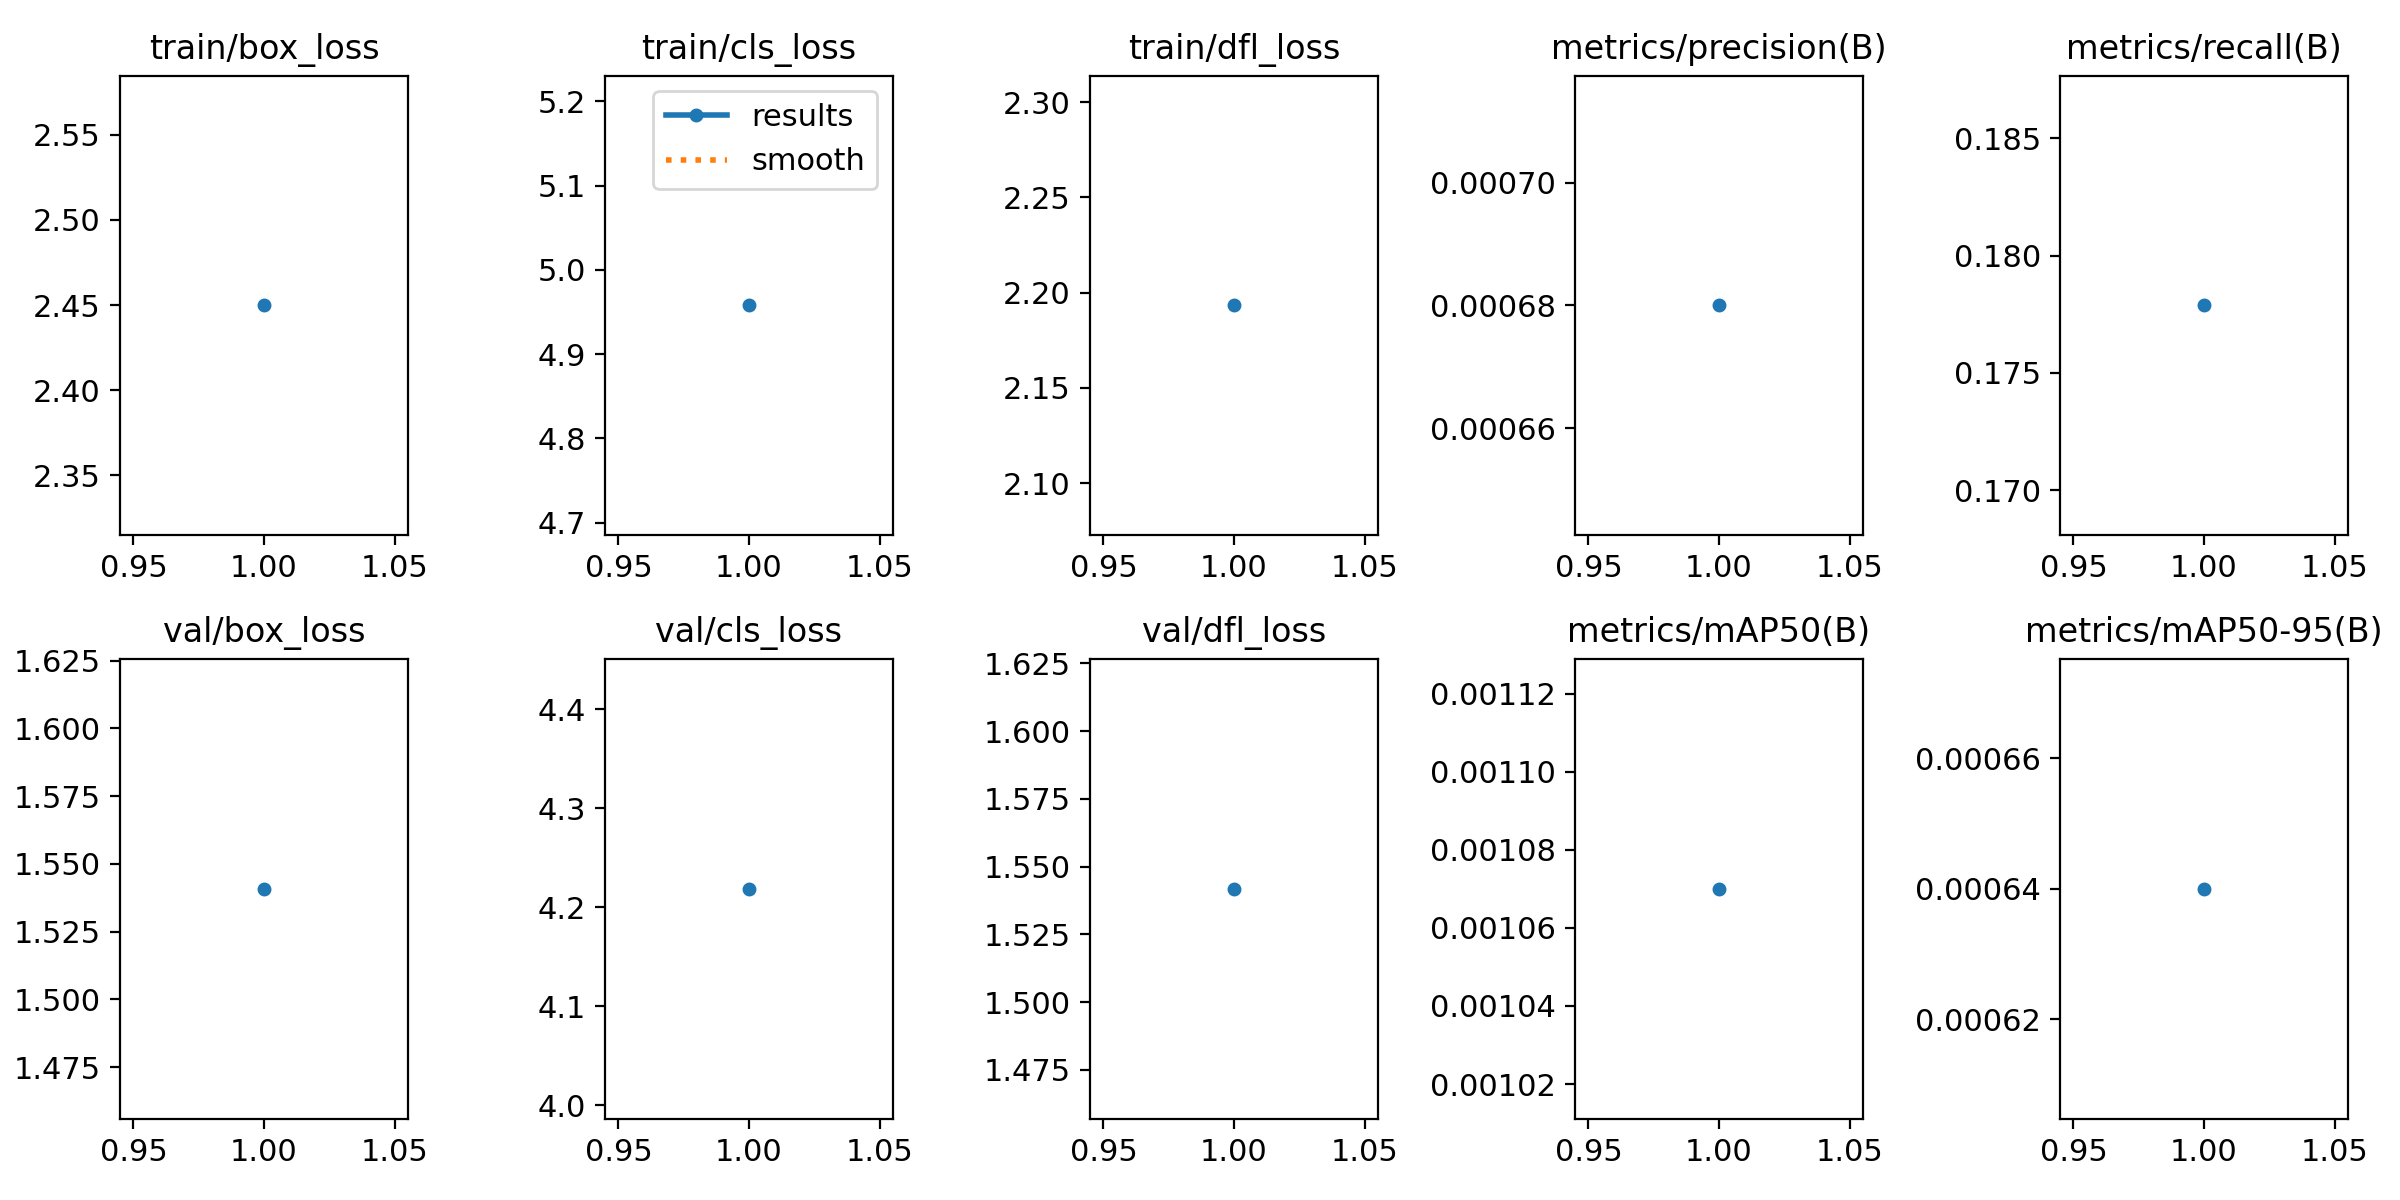 train/box_loss
2.55
2.50
2.45
2.40
2.35
0.95 1.00 1.05
train/cls_loss
5.2
5.1
5.0
4.9
4.8
4.7
results
smooth
0.95 1.00 1.05
train/dfl_loss
2.30
2.25
2.20
2.15
2.10
0.95 1.00 1.05
metrics/precision(B)
0.00070
0.00068
0.00066
0.95 1.00 1.05
metrics/recall(B)
0.185
0.180
0.175
0.170
0.95 1.00 1.05
val/box_loss
1.625
1.600
1.575
1.550
1.525
1.500
1.475
0.95 1.00 1.05
val/cls_loss
4.4
4.3
4.2
4.1
4.0
0.95 1.00 1.05
val/dfl_loss
1.625
1.600
1.575
1.550
1.525
1.500
1.475
0.95 1.00 1.05
metrics/mAP50(B)
0.00112
0.00110
0.00108
0.00106
0.00104
0.00102
0.95 1.00 1.05
metrics/mAP50-95(B)
0.00066
0.00064
0.00062
0.95 1.00 1.05